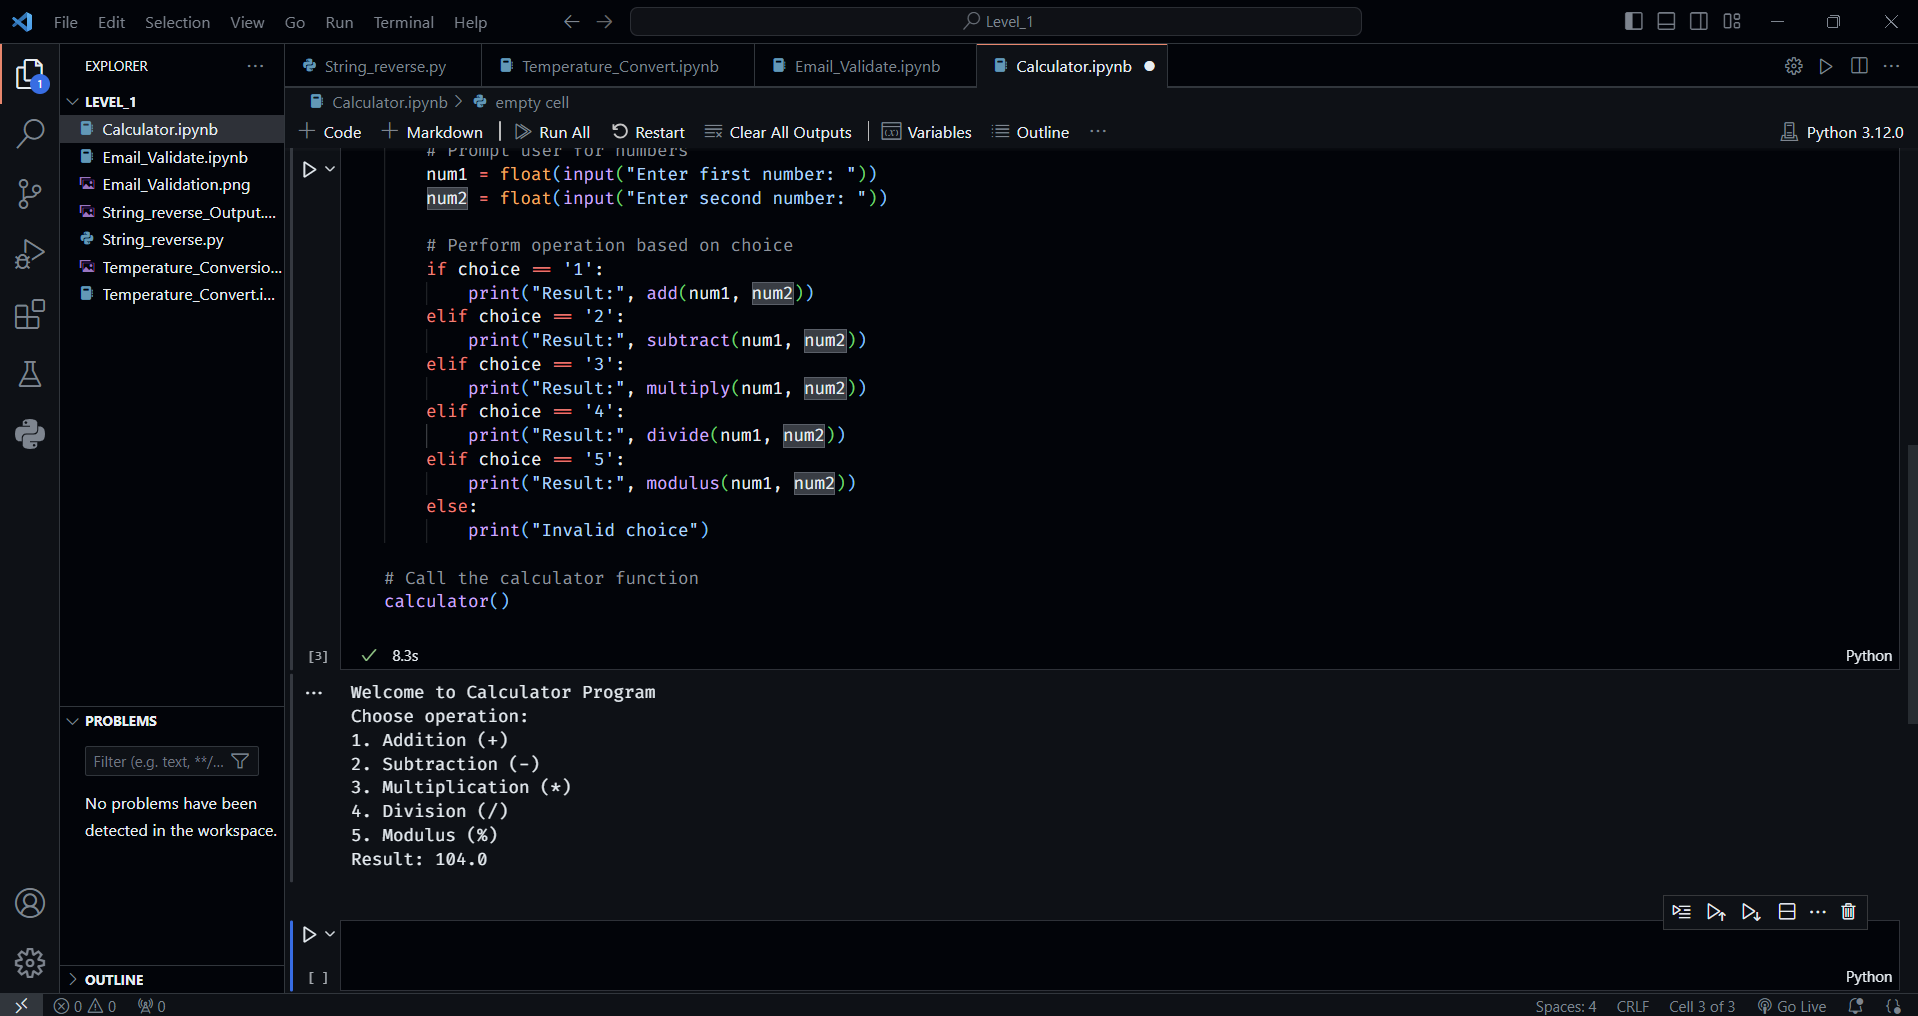 File Edit Selection View Go Run Terminal Help
Level_1
EXPLORER
LEVEL_1
Calculator.ipynb
Email_Validate.ipynb
Email_Validation.png
String_reverse_Output....
String_reverse.py
Temperature_Conversio...
Temperature_Convert.i...
PROBLEMS
Filter (e.g. text, **/...
No problems have been
detected in the workspace.
OUTLINE
String_reverse.py Temperature_Convert.ipynb Email_Validate.ipynb Calculator.ipynb
Calculator.ipynb > empty cell
+ Code + Markdown | Run All Restart Clear All Outputs | Variables Outline ... Python 3.12.0
# Prompt user for numbers
num1 = float(input("Enter first number: "))
num2 = float(input("Enter second number: "))
# Perform operation based on choice
if choice == '1':
print("Result:", add(num1, num2))
elif choice == '2':
print("Result:", subtract(num1, num2))
elif choice == '3':
print("Result:", multiply(num1, num2))
elif choice == '4':
print("Result:", divide(num1, num2))
elif choice == '5':
print("Result:", modulus(num1, num2))
else:
print("Invalid choice")
# Call the calculator function
calculator()
[3] ✓ 8.3s Python
... Welcome to Calculator Program
Choose operation:
1. Addition (+)
2. Subtraction (-)
3. Multiplication (*)
4. Division (/)
5. Modulus (%)
Result: 104.0
[ ] Python
1
0 0 0 Spaces: 4 CRLF Cell 3 of 3 Go Live